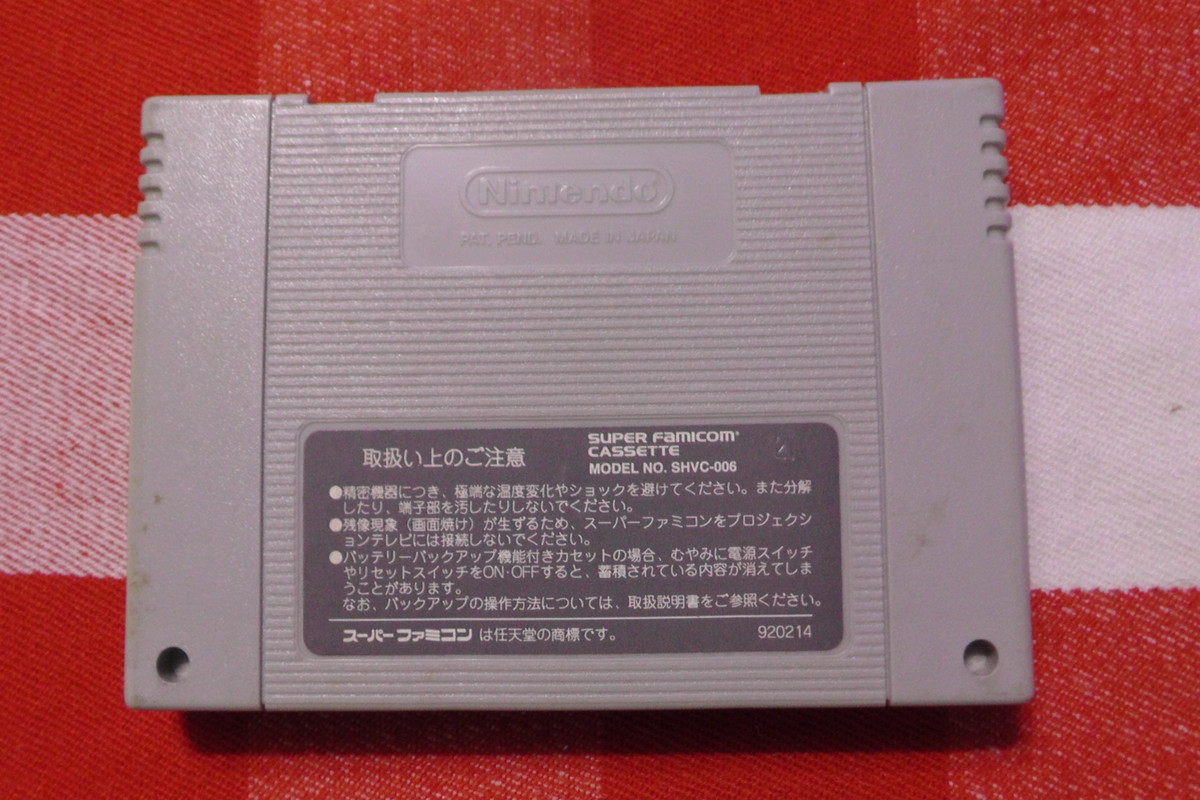 Nintendo
PAT. PEND. MADE IN JAPAN
取扱い上のご注意
SUPER FAMICOM
CASSETTE
MODEL NO. SHVC-006
●精密機器につき、極端な温度変化やショックを避けてください。また分解
したり、端子部を汚したりしないでください。
●残像現象（画面焼け）が生ずるため、スーパーファミコンをプロジェクシ
ョンテレビには接続しないでください。
●バッテリーバックアップ機能付きカセットの場合、むやみに電源スイッチ
やリセットスイッチをON・OFFすると、蓄積されている内容が消えてしま
うことがあります。
なお、バックアップの操作方法については、取扱説明書をご参照ください。
スーパーファミコン は任天堂の商標です。
920214